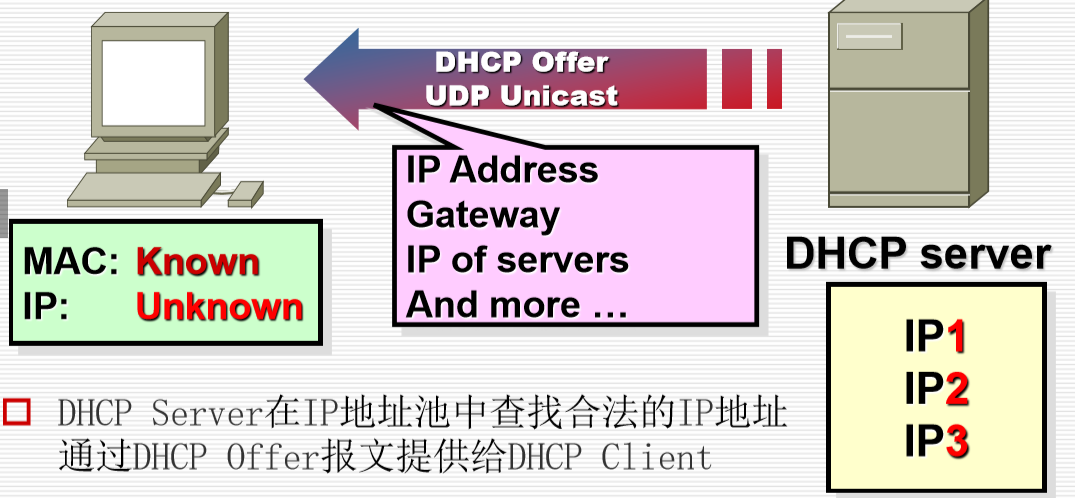 DHCP Offer
UDP Unicast
IP Address
Gateway
IP of servers
And more …
MAC: Known
IP: Unknown
DHCP server
IP1
IP2
IP3
DHCP Server在IP地址池中查找合法的IP地址
通过DHCP Offer报文提供给DHCP Client